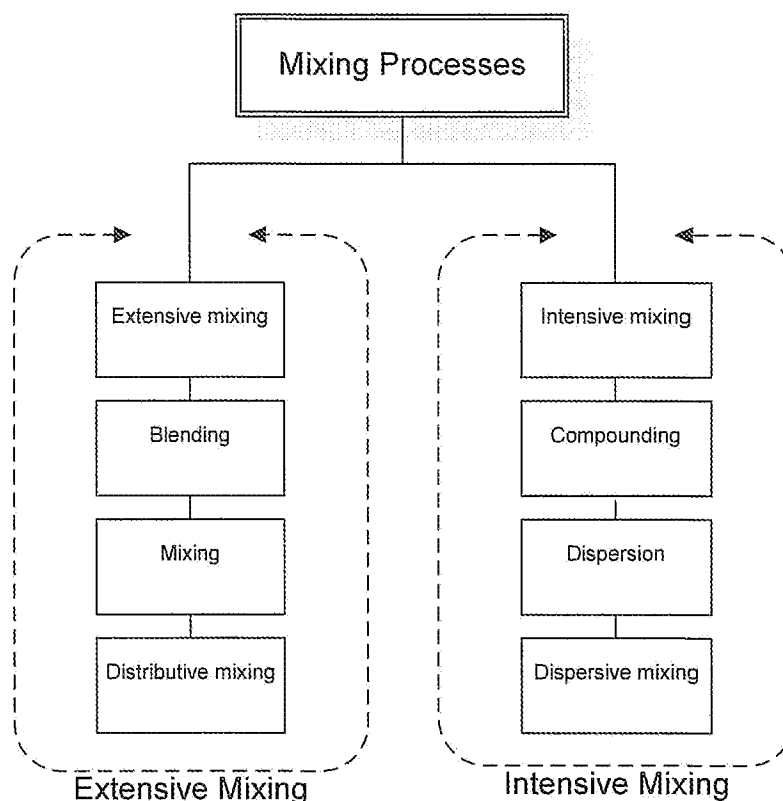 Mixing Processes
Extensive mixing
Blending
Mixing
Distributive mixing
Extensive Mixing
Intensive mixing
Compounding
Dispersion
Dispersive mixing
Intensive Mixing